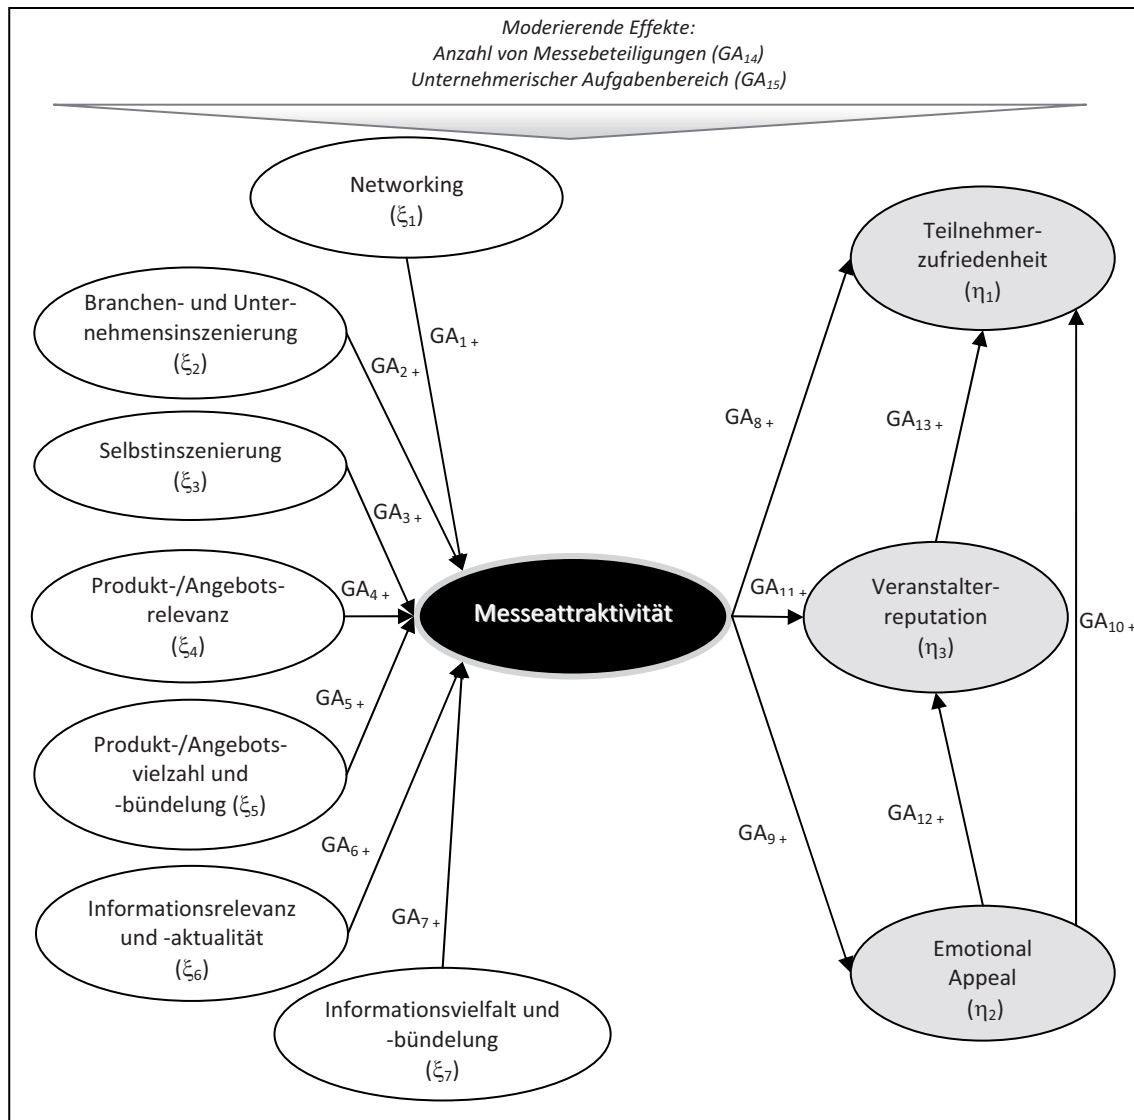 Moderierende Effekte:
Anzahl von Messebeteiligungen (GA₁₄)
Unternehmerischer Aufgabenbereich (GA₁₅)
Networking
(ξ₁)
Branchen- und Unter-
nehmensinszenierung
(ξ₂)
Selbstinszenierung
(ξ₃)
Produkt-/Angebots-
relevanz
(ξ₄)
Produkt-/Angebots-
vielzahl und
-bündelung (ξ₅)
Informationsrelevanz
und -aktualität
(ξ₆)
Informationsvielfalt und
-bündelung
(ξ₇)
GA₁ +
GA₂ +
GA₃ +
GA₄ +
GA₅ +
GA₆ +
GA₇ +
Messeattraktivität
GA₈ +
GA₁₁ +
GA₉ +
GA₁₃ +
GA₁₂ +
GA₁₀ +
Teilnehmer-
zufriedenheit
(η₁)
Veranstalter-
reputation
(η₃)
Emotional
Appeal
(η₂)